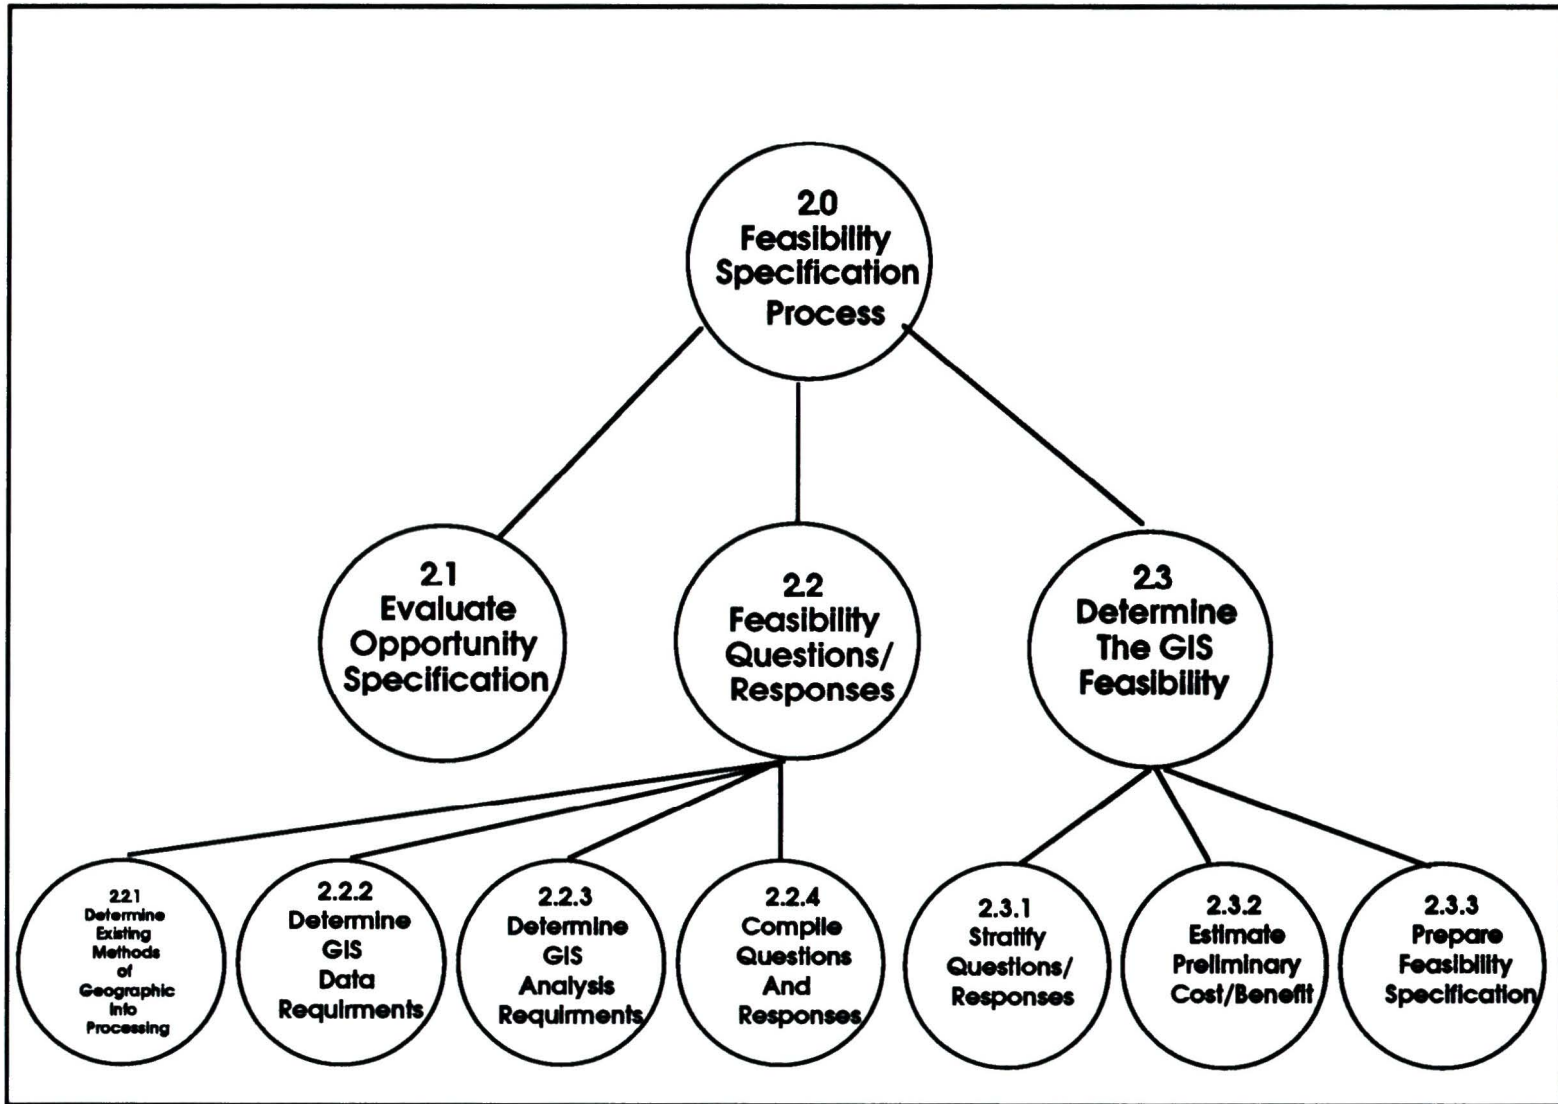 2.0
Feasibility
Specification
Process
2.1
Evaluate
Opportunity
Specification
2.2
Feasibility
Questions/
Responses
2.3
Determine
The GIS
Feasibility
2.2.1
Determine
Existing
Methods
of
Geographic
Info
Processing
2.2.2
Determine
GIS
Data
Requirments
2.2.3
Determine
GIS
Analysis
Requirments
2.2.4
Compile
Questions
And
Responses
2.3.1
Stratify
Questions/
Responses
2.3.2
Estimate
Preliminary
Cost/Benefit
2.3.3
Prepare
Feasibility
Specification